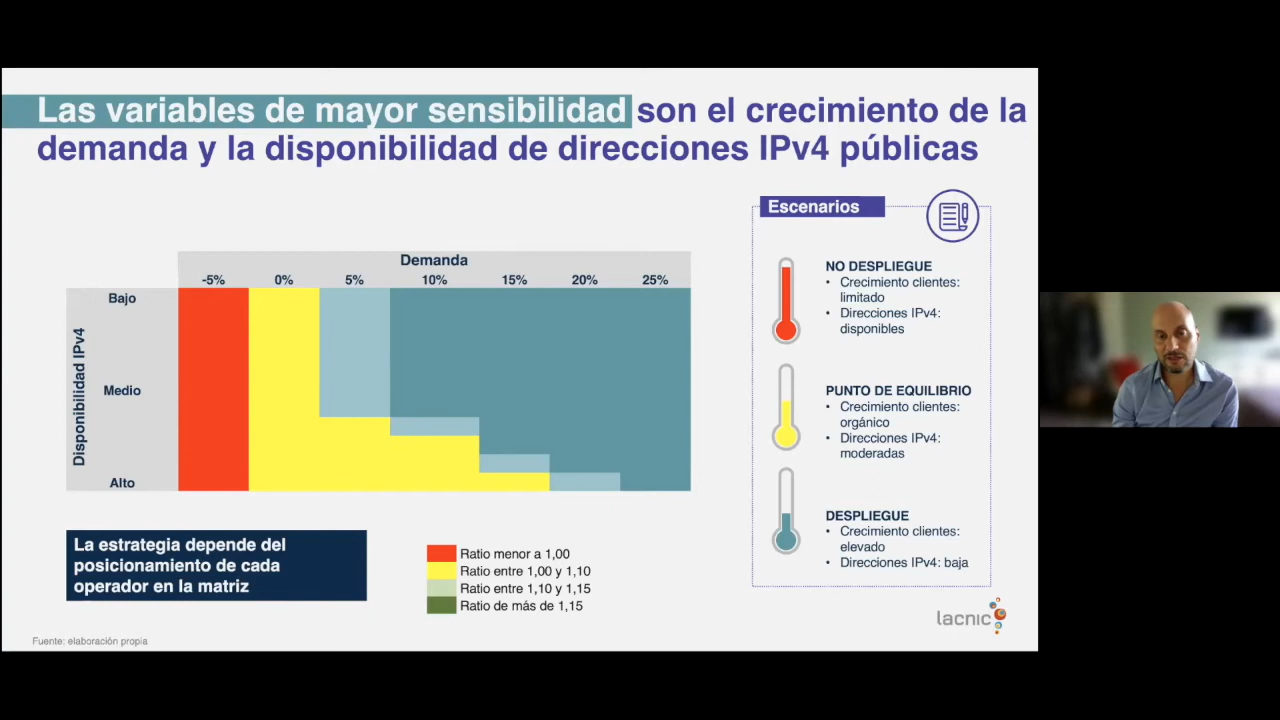 Las variables de mayor sensibilidad son el crecimiento de la
demanda y la disponibilidad de direcciones IPv4 públicas
Demanda
-5% 0% 5% 10% 15% 20% 25%
Disponibilidad IPv4
Bajo
Medio
Alto
La estrategia depende del
posicionamiento de cada
operador en la matriz
Ratio menor a 1,00
Ratio entre 1,00 y 1,10
Ratio entre 1,10 y 1,15
Ratio de más de 1,15
Escenarios
NO DESPLIEGUE
• Crecimiento clientes:
limitado
• Direcciones IPv4:
disponibles
PUNTO DE EQUILIBRIO
• Crecimiento clientes:
orgánico
• Direcciones IPv4:
moderadas
DESPLIEGUE
• Crecimiento clientes:
elevado
• Direcciones IPv4: baja
lacnic
Fuente: elaboración propia